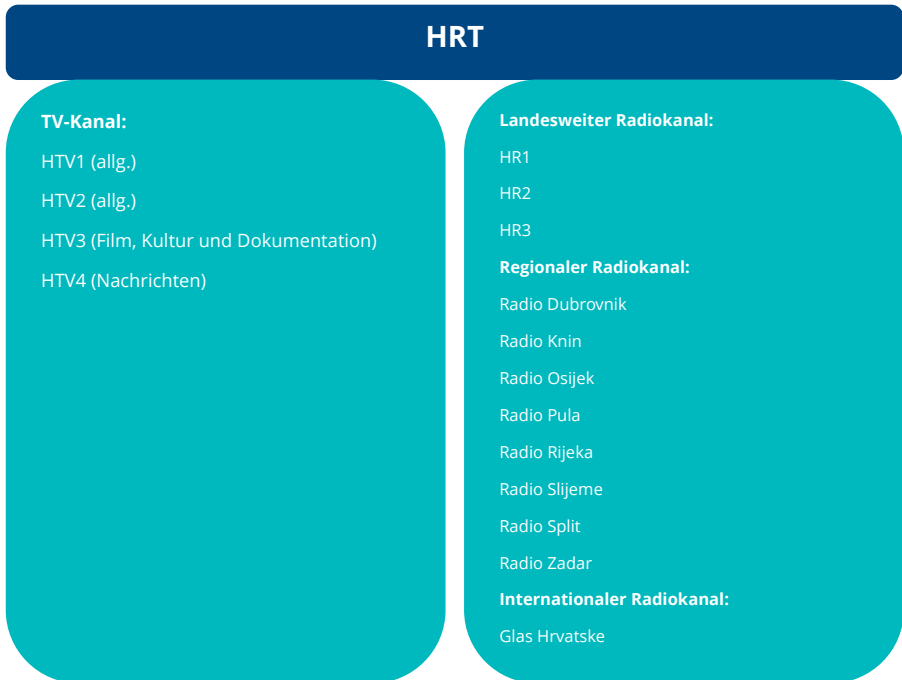 HRT
TV-Kanal:
HTV1 (allg.)
HTV2 (allg.)
HTV3 (Film, Kultur und Dokumentation)
HTV4 (Nachrichten)
Landesweiter Radiokanal:
HR1
HR2
HR3
Regionaler Radiokanal:
Radio Dubrovnik
Radio Knin
Radio Osijek
Radio Pula
Radio Rijeka
Radio Slijeme
Radio Split
Radio Zadar
Internationaler Radiokanal:
Glas Hrvatske